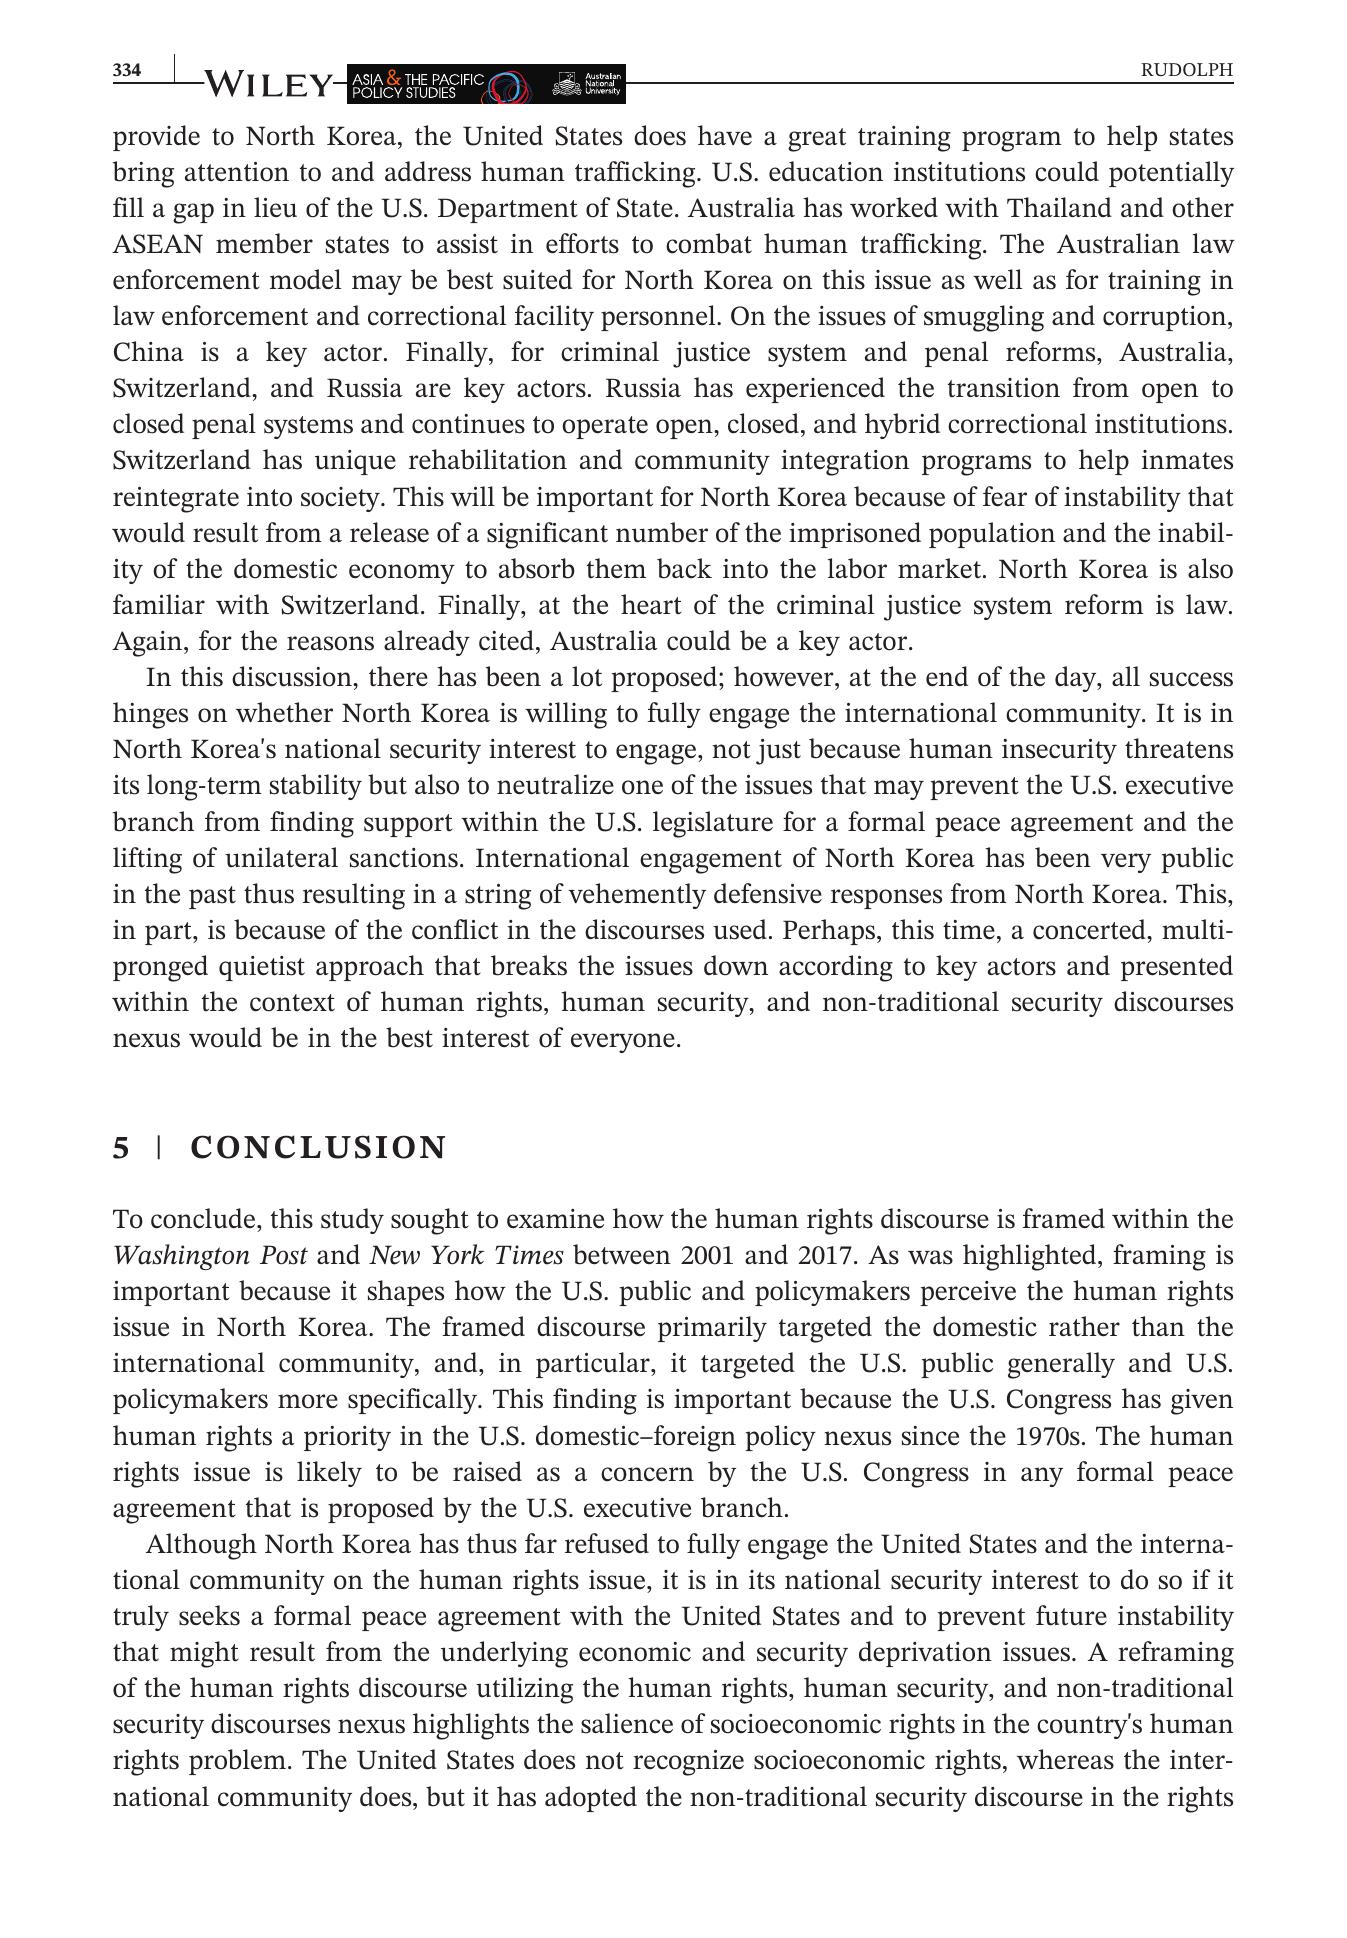 334
WILEY
ASIA & THE PACIFIC
POLICY STUDIES
Australian
National
University
RUDOLPH
provide to North Korea, the United States does have a great training program to help states
bring attention to and address human trafficking. U.S. education institutions could potentially
fill a gap in lieu of the U.S. Department of State. Australia has worked with Thailand and other
ASEAN member states to assist in efforts to combat human trafficking. The Australian law
enforcement model may be best suited for North Korea on this issue as well as for training in
law enforcement and correctional facility personnel. On the issues of smuggling and corruption,
China is a key actor. Finally, for criminal justice system and penal reforms, Australia,
Switzerland, and Russia are key actors. Russia has experienced the transition from open to
closed penal systems and continues to operate open, closed, and hybrid correctional institutions.
Switzerland has unique rehabilitation and community integration programs to help inmates
reintegrate into society. This will be important for North Korea because of fear of instability that
would result from a release of a significant number of the imprisoned population and the inabil-
ity of the domestic economy to absorb them back into the labor market. North Korea is also
familiar with Switzerland. Finally, at the heart of the criminal justice system reform is law.
Again, for the reasons already cited, Australia could be a key actor.
In this discussion, there has been a lot proposed; however, at the end of the day, all success
hinges on whether North Korea is willing to fully engage the international community. It is in
North Korea's national security interest to engage, not just because human insecurity threatens
its long-term stability but also to neutralize one of the issues that may prevent the U.S. executive
branch from finding support within the U.S. legislature for a formal peace agreement and the
lifting of unilateral sanctions. International engagement of North Korea has been very public
in the past thus resulting in a string of vehemently defensive responses from North Korea. This,
in part, is because of the conflict in the discourses used. Perhaps, this time, a concerted, multi-
pronged quietist approach that breaks the issues down according to key actors and presented
within the context of human rights, human security, and non-traditional security discourses
nexus would be in the best interest of everyone.
5 | CONCLUSION
To conclude, this study sought to examine how the human rights discourse is framed within the
Washington Post and New York Times between 2001 and 2017. As was highlighted, framing is
important because it shapes how the U.S. public and policymakers perceive the human rights
issue in North Korea. The framed discourse primarily targeted the domestic rather than the
international community, and, in particular, it targeted the U.S. public generally and U.S.
policymakers more specifically. This finding is important because the U.S. Congress has given
human rights a priority in the U.S. domestic–foreign policy nexus since the 1970s. The human
rights issue is likely to be raised as a concern by the U.S. Congress in any formal peace
agreement that is proposed by the U.S. executive branch.
Although North Korea has thus far refused to fully engage the United States and the interna-
tional community on the human rights issue, it is in its national security interest to do so if it
truly seeks a formal peace agreement with the United States and to prevent future instability
that might result from the underlying economic and security deprivation issues. A reframing
of the human rights discourse utilizing the human rights, human security, and non-traditional
security discourses nexus highlights the salience of socioeconomic rights in the country's human
rights problem. The United States does not recognize socioeconomic rights, whereas the inter-
national community does, but it has adopted the non-traditional security discourse in the rights